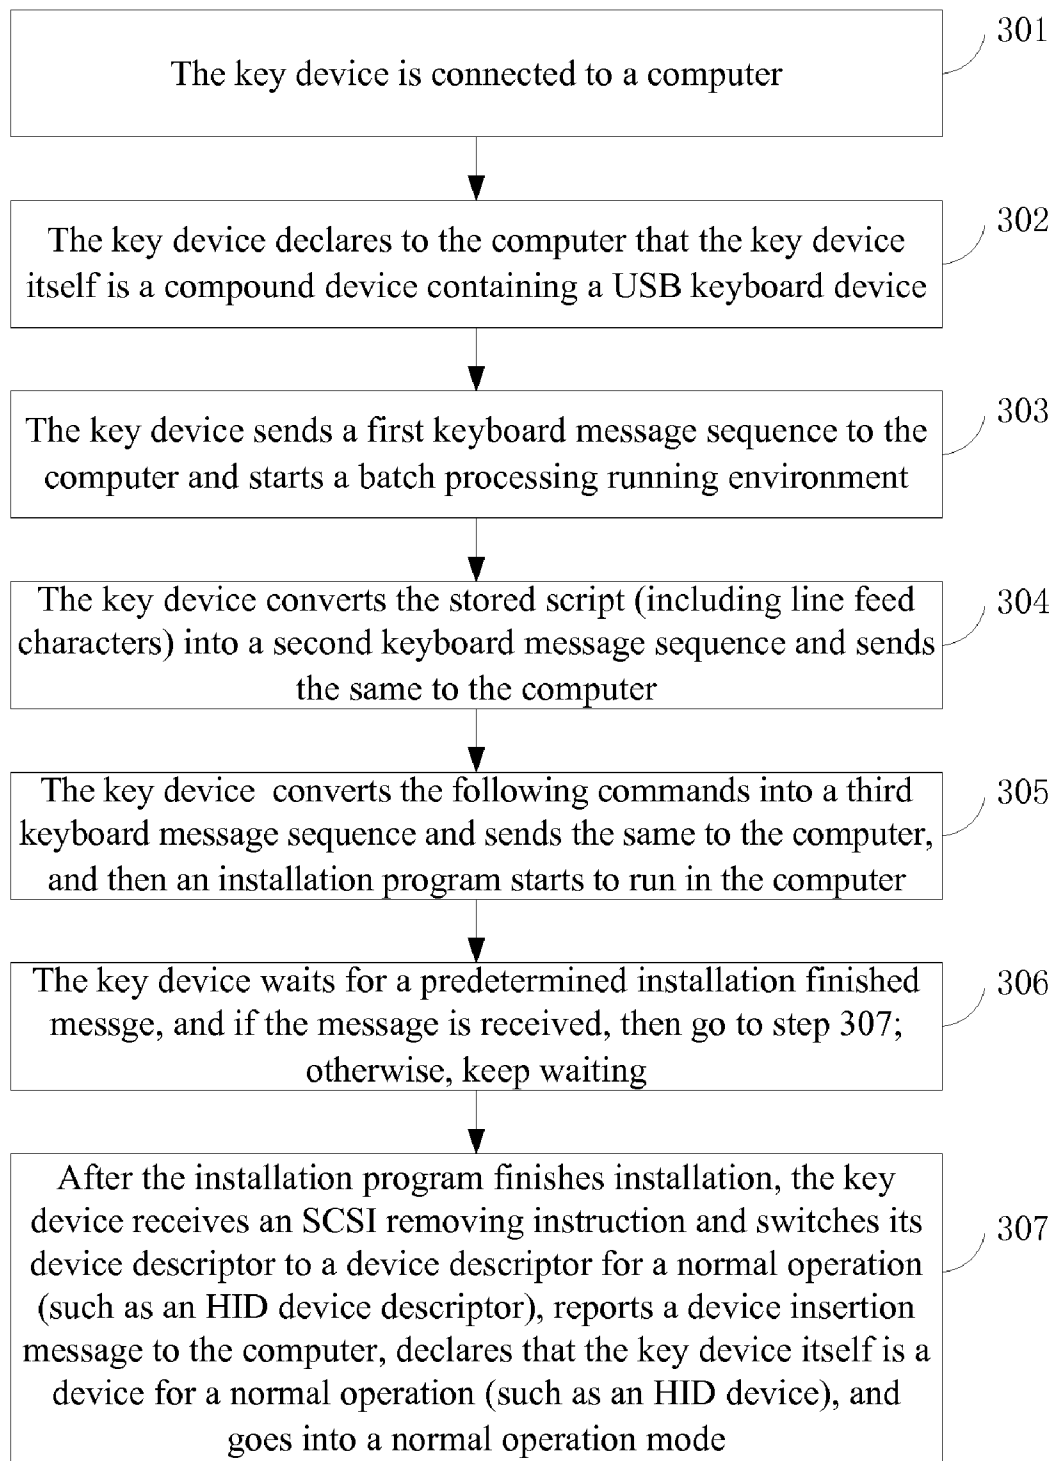 The key device is connected to a computer
301
The key device declares to the computer that the key device
itself is a compound device containing a USB keyboard device
302
The key device sends a first keyboard message sequence to the
computer and starts a batch processing running environment
303
The key device converts the stored script (including line feed
characters) into a second keyboard message sequence and sends
the same to the computer
304
The key device converts the following commands into a third
keyboard message sequence and sends the same to the computer,
and then an installation program starts to run in the computer
305
The key device waits for a predetermined installation finished
messge, and if the message is received, then go to step 307;
otherwise, keep waiting
306
After the installation program finishes installation, the key
device receives an SCSI removing instruction and switches its
device descriptor to a device descriptor for a normal operation
(such as an HID device descriptor), reports a device insertion
message to the computer, declares that the key device itself is a
device for a normal operation (such as an HID device), and
goes into a normal operation mode
307